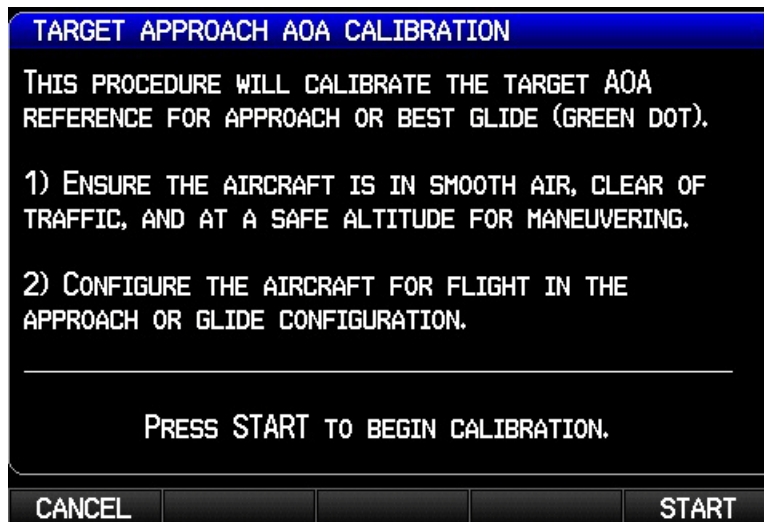 TARGET APPROACH AOA CALIBRATION
THIS PROCEDURE WILL CALIBRATE THE TARGET AOA
REFERENCE FOR APPROACH OR BEST GLIDE (GREEN DOT).
1) ENSURE THE AIRCRAFT IS IN SMOOTH AIR, CLEAR OF
TRAFFIC, AND AT A SAFE ALTITUDE FOR MANEUVERING.
2) CONFIGURE THE AIRCRAFT FOR FLIGHT IN THE
APPROACH OR GLIDE CONFIGURATION.
PRESS START TO BEGIN CALIBRATION.
CANCEL START